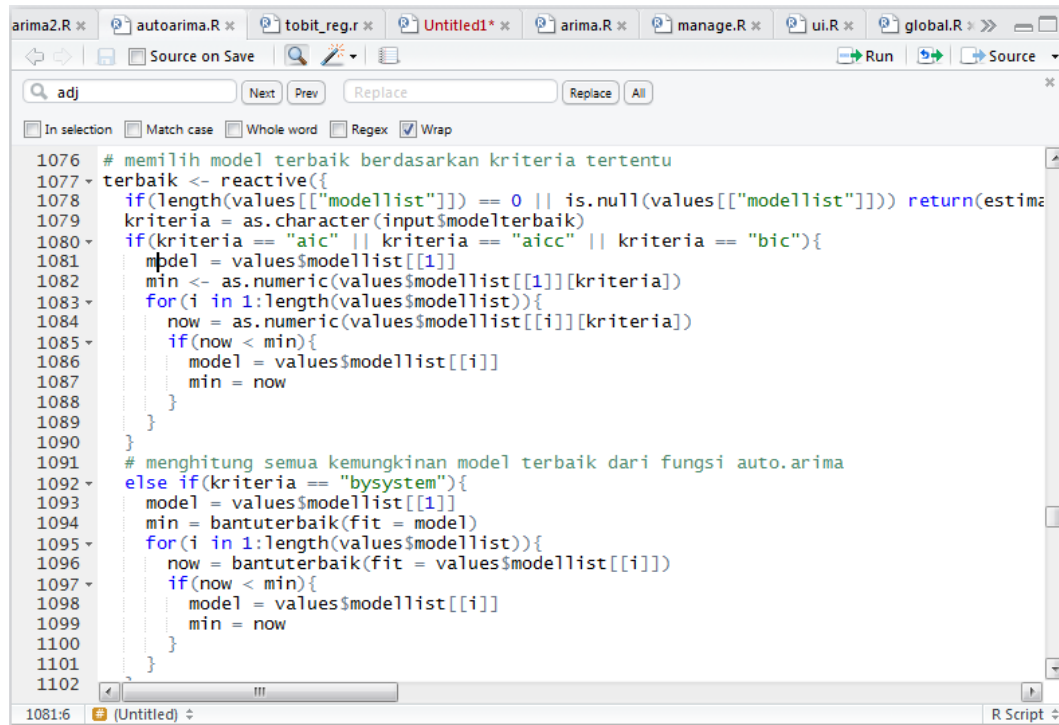 arima2.R autoarima.R tobit_reg.r Untitled1* arima.R manage.R ui.R global.R
Source on Save Run Source
adj Next Prev Replace Replace All
In selection Match case Whole word Regex Wrap
1076 # memilih model terbaik berdasarkan kriteria tertentu
1077 terbaik <- reactive({
1078 if(length(values[["modellist"]]) == 0 || is.null(values[["modellist"]])) return(estima
1079 kriteria = as.character(input$modelterbaik)
1080 if(kriteria == "aic" || kriteria == "aicc" || kriteria == "bic"){
1081 model = values$modellist[[1]]
1082 min <- as.numeric(values$modellist[[1]][kriteria])
1083 for(i in 1:length(values$modellist)){
1084 now = as.numeric(values$modellist[[i]][kriteria])
1085 if(now < min){
1086 model = values$modellist[[i]]
1087 min = now
1088 }
1089 }
1090 }
1091 # menghitung semua kemungkinan model terbaik dari fungsi auto.arima
1092 else if(kriteria == "bysystem"){
1093 model = values$modellist[[1]]
1094 min = bantuterbaik(fit = model)
1095 for(i in 1:length(values$modellist)){
1096 now = bantuterbaik(fit = values$modellist[[i]])
1097 if(now < min){
1098 model = values$modellist[[i]]
1099 min = now
1100 }
1101 }
1102
1081:6 (Untitled) R Script